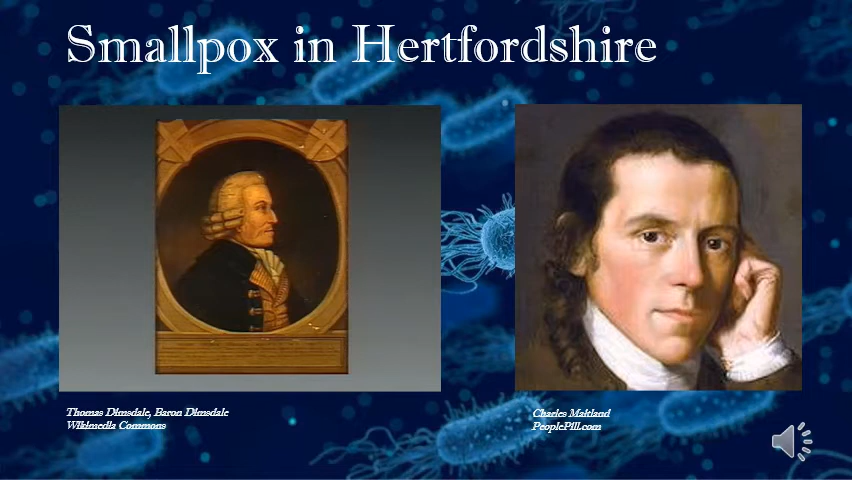 Smallpox in Hertfordshire
Thomas Dimsdale, Baron Dimsdale
Wikimedia Commons
Charles Maitland
PeoplePill.com